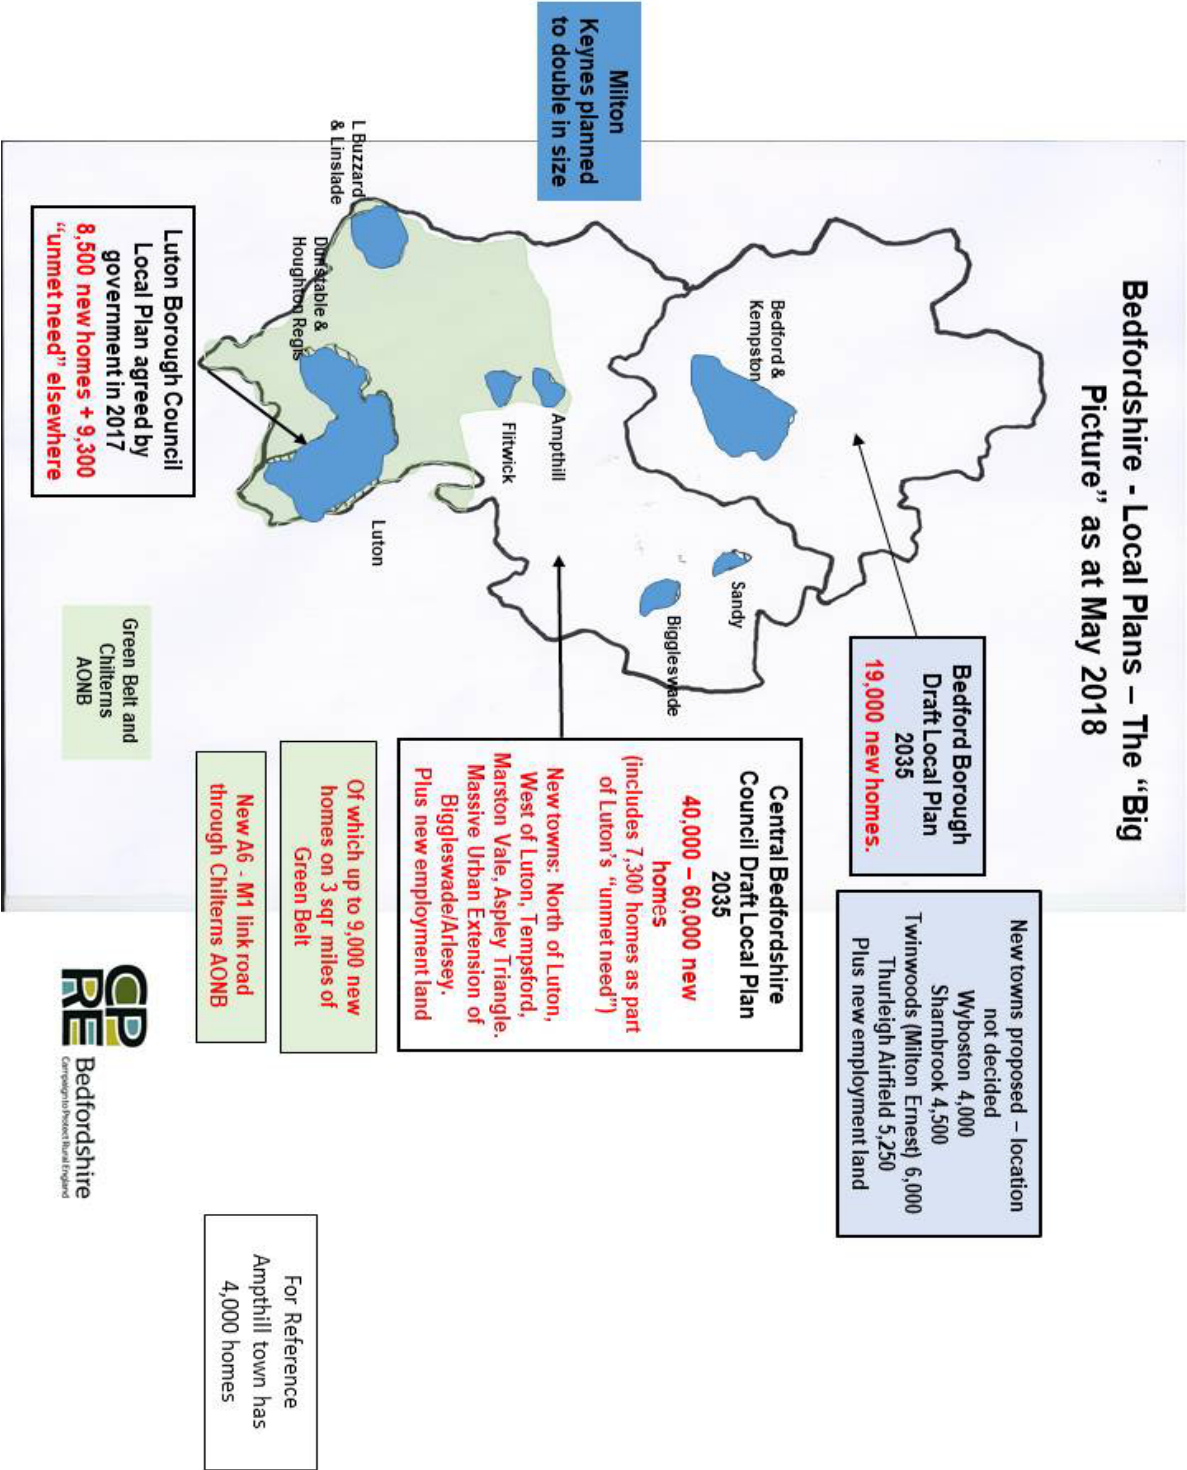 Bedfordshire - Local Plans – The “Big
Picture” as at May 2018
Milton
Keynes planned
to double in size
Bedford Borough
Draft Local Plan
2035
19,000 new homes.
New towns proposed – location
not decided
Wyboston 4,000
Sharnbrook 4,500
Twinwoods (Milton Ernest) 6,000
Thurleigh Airfield 5,250
Plus new employment land
Bedford &
Kempston
Sandy
Biggleswade
Ampthill
Flitwick
L Buzzard
& Linslade
Dunstable &
Houghton Regis
Luton
Central Bedfordshire
Council Draft Local Plan
2035
40,000 – 60,000 new
homes
(includes 7,300 homes as part
of Luton’s “unmet need”)
New towns: North of Luton,
West of Luton, Tempsford,
Marston Vale, Aspley Triangle.
Massive Urban Extension of
Biggleswade/Arlesey.
Plus new employment land
Of which up to 9,000 new
homes on 3 sqr miles of
Green Belt
New A6 - M1 link road
through Chilterns AONB
Luton Borough Council
Local Plan agreed by
government in 2017
8,500 new homes + 9,300
“unmet need” elsewhere
Green Belt and
Chilterns
AONB
CP
RE
Bedfordshire
Campaign to Protect Rural England
For Reference
Ampthill town has
4,000 homes